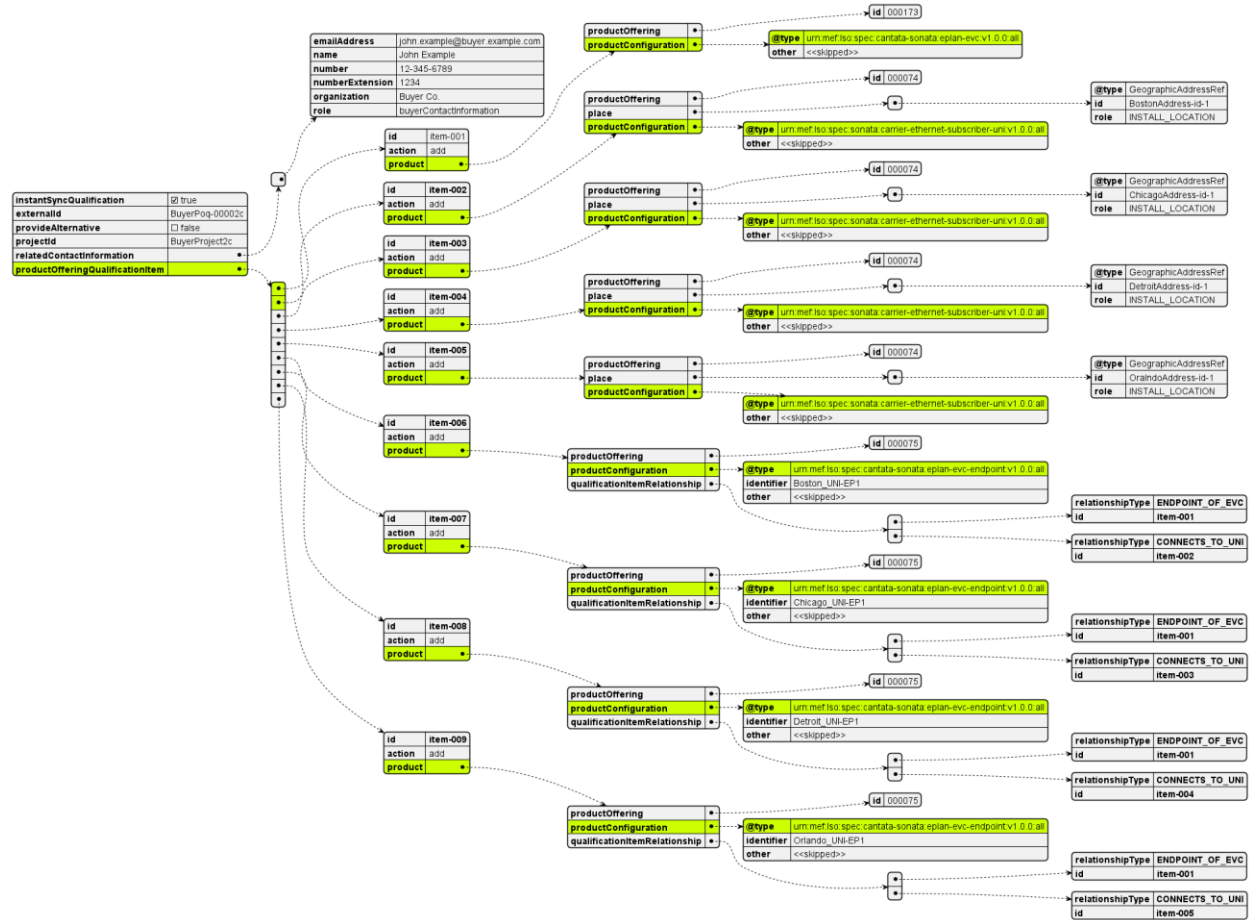 instantSyncQualification ☑ true
externalId BuyerPoq-00002c
provideAlternative ☐ false
projectId BuyerProject2c
relatedContactInformation
productOfferingQualificationItem
emailAddress john.example@buyer.example.com
name John Example
number 12-345-6789
numberExtension 1234
organization Buyer Co.
role buyerContactInformation
id item-001
action add
product
productOffering
productConfiguration
id 000173
@type urn:mef:lso:spec:cantata-sonata:eplan-evc:v1.0.0:all
other <<skipped>>
id item-002
action add
product
productOffering
place
productConfiguration
id 000074
@type urn:mef:lso:spec:sonata:carrier-ethernet-subscriber-uni:v1.0.0:all
other <<skipped>>
@type GeographicAddressRef
id BostonAddress-id-1
role INSTALL_LOCATION
id item-003
action add
product
productOffering
place
productConfiguration
id 000074
@type urn:mef:lso:spec:sonata:carrier-ethernet-subscriber-uni:v1.0.0:all
other <<skipped>>
@type GeographicAddressRef
id ChicagoAddress-id-1
role INSTALL_LOCATION
id item-004
action add
product
productOffering
place
productConfiguration
id 000074
@type urn:mef:lso:spec:sonata:carrier-ethernet-subscriber-uni:v1.0.0:all
other <<skipped>>
@type GeographicAddressRef
id DetroitAddress-id-1
role INSTALL_LOCATION
id item-005
action add
product
productOffering
place
productConfiguration
id 000074
@type urn:mef:lso:spec:sonata:carrier-ethernet-subscriber-uni:v1.0.0:all
other <<skipped>>
@type GeographicAddressRef
id OralndoAddress-id-1
role INSTALL_LOCATION
id item-006
action add
product
productOffering
productConfiguration
qualificationItemRelationship
id 000075
@type urn:mef:lso:spec:cantata-sonata:eplan-evc-endpoint:v1.0.0:all
identifier Boston_UNI-EP1
other <<skipped>>
relationshipType ENDPOINT_OF_EVC
id item-001
relationshipType CONNECTS_TO_UNI
id item-002
id item-007
action add
product
productOffering
productConfiguration
qualificationItemRelationship
id 000075
@type urn:mef:lso:spec:cantata-sonata:eplan-evc-endpoint:v1.0.0:all
identifier Chicago_UNI-EP1
other <<skipped>>
relationshipType ENDPOINT_OF_EVC
id item-001
relationshipType CONNECTS_TO_UNI
id item-003
id item-008
action add
product
productOffering
productConfiguration
qualificationItemRelationship
id 000075
@type urn:mef:lso:spec:cantata-sonata:eplan-evc-endpoint:v1.0.0:all
identifier Detroit_UNI-EP1
other <<skipped>>
relationshipType ENDPOINT_OF_EVC
id item-001
relationshipType CONNECTS_TO_UNI
id item-004
id item-009
action add
product
productOffering
productConfiguration
qualificationItemRelationship
id 000075
@type urn:mef:lso:spec:cantata-sonata:eplan-evc-endpoint:v1.0.0:all
identifier Orlando_UNI-EP1
other <<skipped>>
relationshipType ENDPOINT_OF_EVC
id item-001
relationshipType CONNECTS_TO_UNI
id item-005